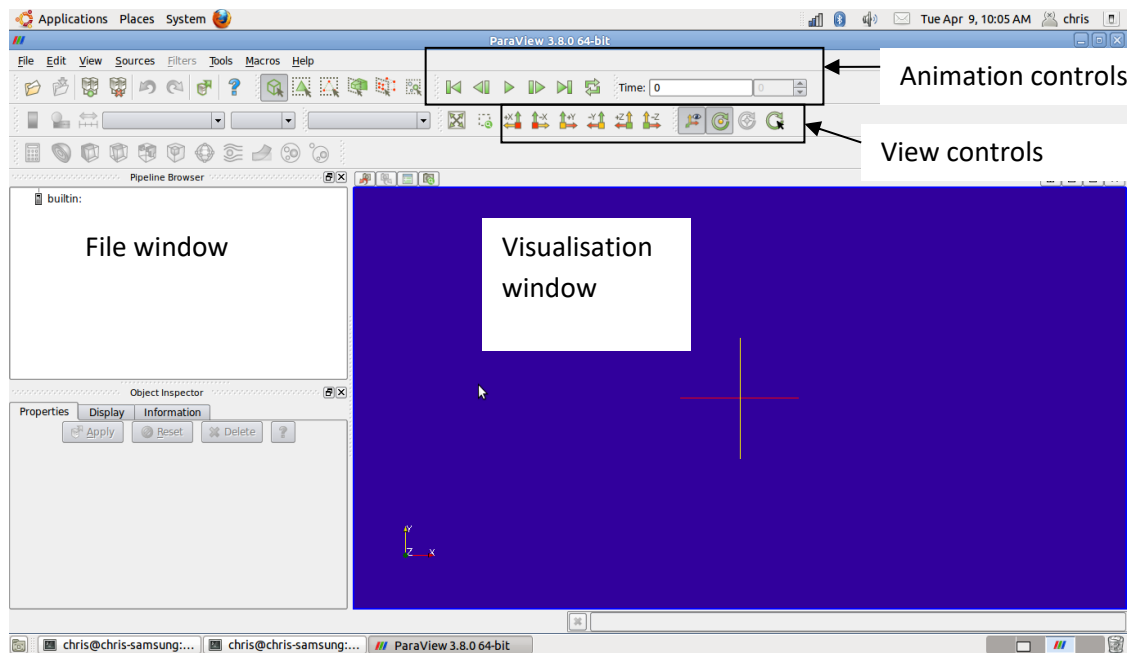 Applications Places System Tue Apr 9, 10:05 AM chris
ParaView 3.8.0 64-bit
File Edit View Sources Filters Tools Macros Help
Time: 0 0
Animation controls
+X -X +Y -Y +Z -Z
View controls
Pipeline Browser
builtin:
File window
Visualisation
window
Object Inspector
Properties Display Information
Apply Reset Delete ?
Y
Z X
chris@chris-samsung:... chris@chris-samsung:... ParaView 3.8.0 64-bit